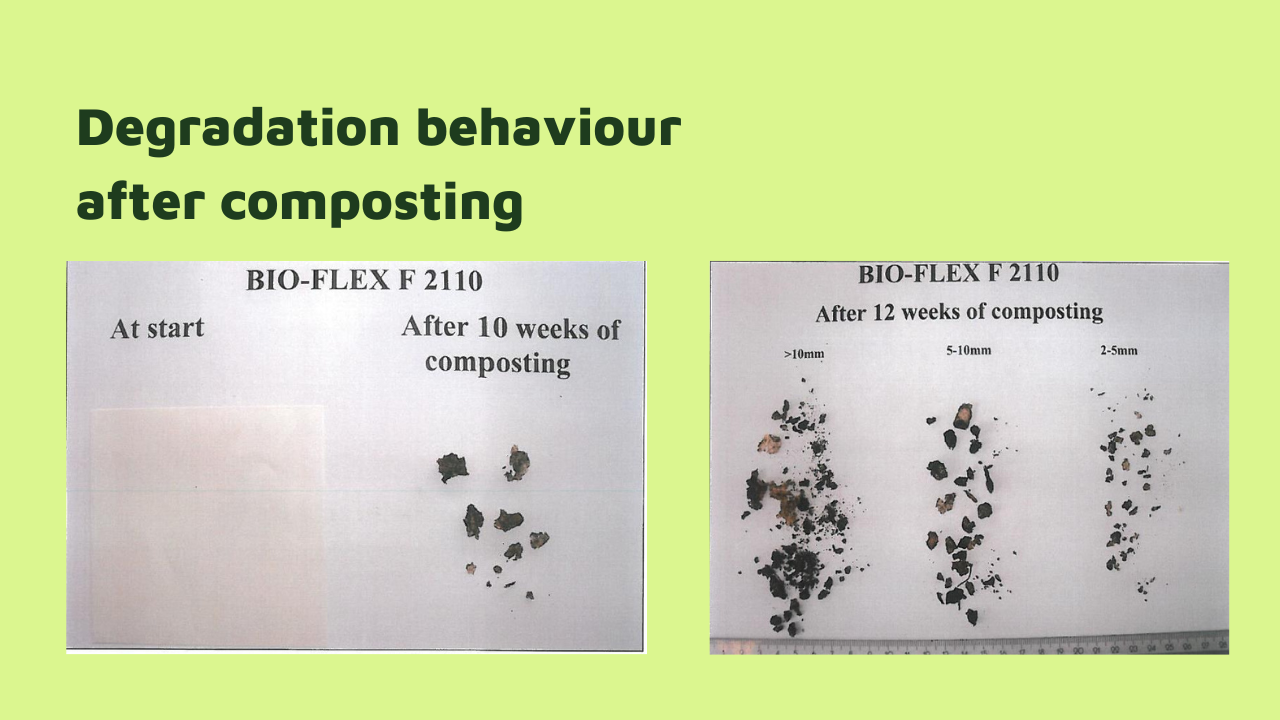 Degradation behaviour
after composting
BIO-FLEX F 2110
At start
After 10 weeks of
composting
BIO-FLEX F 2110
After 12 weeks of composting
>10mm
5-10mm
2-5mm